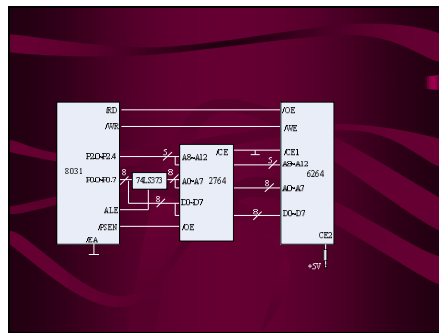 /RD /OE
/WR /WE
/CE /CE1
P2.0-P2.4 5 A8-A12 5 A8-A12
8031 2764 6264
P0.0-P0.7 8 74LS373 8 A0-A7 8 A0-A7
8 D0-D7 8 D0-D7
ALE
/PSEN /OE
/EA CE2
+5V